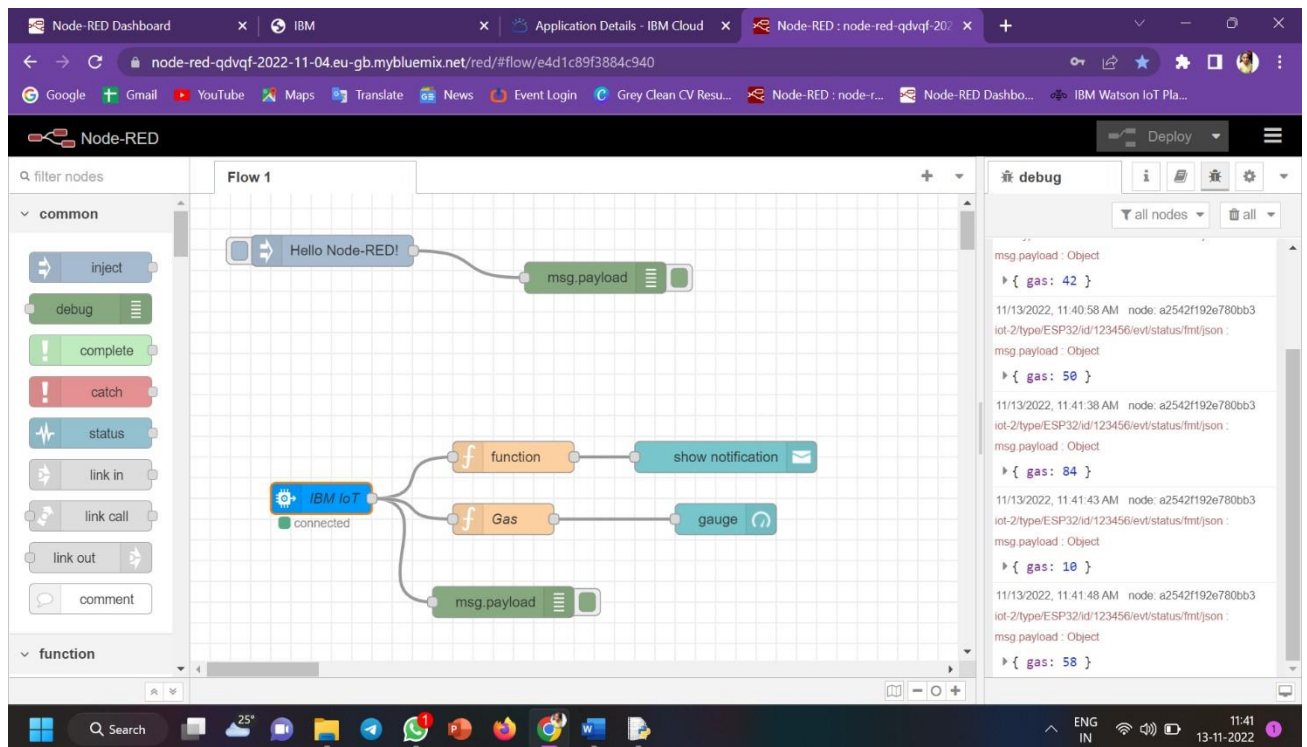 Node-RED Dashboard
IBM
Application Details - IBM Cloud
Node-RED : node-red-qdvqf-202
node-red-qdvqf-2022-11-04.eu-gb.mybluemix.net/red/#flow/e4d1c89f3884c940
Google
Gmail
YouTube
Maps
Translate
News
Event Login
Grey Clean CV Resu...
Node-RED : node-r...
Node-RED Dashbo...
IBM Watson IoT Pla...
Node-RED
Deploy
filter nodes
common
inject
debug
complete
catch
status
link in
link call
link out
comment
function
Flow 1
Hello Node-RED!
msg.payload
function
show notification
IBM IoT
connected
Gas
gauge
msg.payload
debug
all nodes
all
msg.payload : Object
{ gas: 42 }
11/13/2022, 11:40:58 AM node: a2542f192e780bb3
iot-2/type/ESP32/id/123456/evt/status/fmt/json :
msg.payload : Object
{ gas: 50 }
11/13/2022, 11:41:38 AM node: a2542f192e780bb3
iot-2/type/ESP32/id/123456/evt/status/fmt/json :
msg.payload : Object
{ gas: 84 }
11/13/2022, 11:41:43 AM node: a2542f192e780bb3
iot-2/type/ESP32/id/123456/evt/status/fmt/json :
msg.payload : Object
{ gas: 10 }
11/13/2022, 11:41:48 AM node: a2542f192e780bb3
iot-2/type/ESP32/id/123456/evt/status/fmt/json :
msg.payload : Object
{ gas: 58 }
Search
25°
ENG
IN
11:41
13-11-2022
1